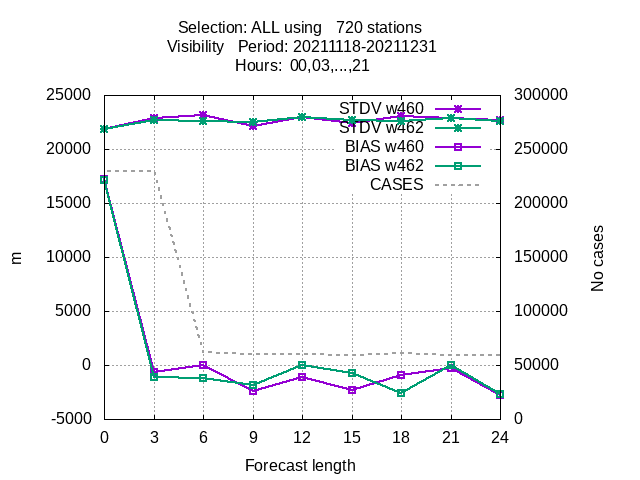 Selection: ALL using 720 stations
Visibility Period: 20211118-20211231
Hours: 00,03,...,21
25000
20000
15000
10000
5000
0
-5000
300000
250000
200000
150000
100000
50000
0
m
No cases
STDV w460
STDV w462
BIAS w460
BIAS w462
CASES
0 3 6 9 12 15 18 21 24
Forecast length